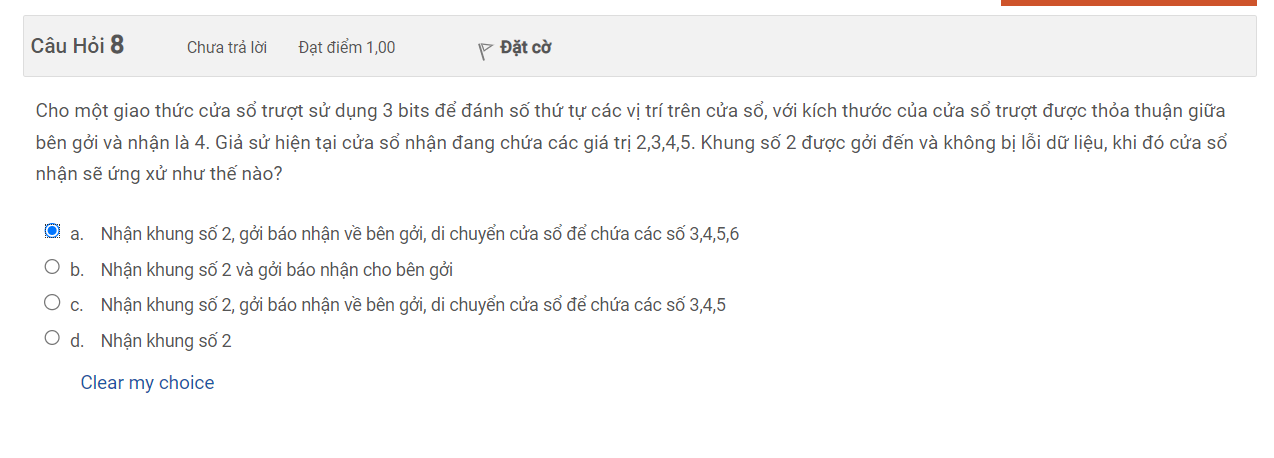 Câu Hỏi 8 Chưa trả lời Đạt điểm 1,00 Đặt cờ
Cho một giao thức cửa sổ trượt sử dụng 3 bits để đánh số thứ tự các vị trí trên cửa sổ, với kích thước của cửa sổ trượt được thỏa thuận giữa
bên gởi và nhận là 4. Giả sử hiện tại cửa sổ nhận đang chứa các giá trị 2,3,4,5. Khung số 2 được gởi đến và không bị lỗi dữ liệu, khi đó cửa sổ
nhận sẽ ứng xử như thế nào?
a. Nhận khung số 2, gởi báo nhận về bên gởi, di chuyển cửa sổ để chứa các số 3,4,5,6
b. Nhận khung số 2 và gởi báo nhận cho bên gởi
c. Nhận khung số 2, gởi báo nhận về bên gởi, di chuyển cửa sổ để chứa các số 3,4,5
d. Nhận khung số 2
Clear my choice